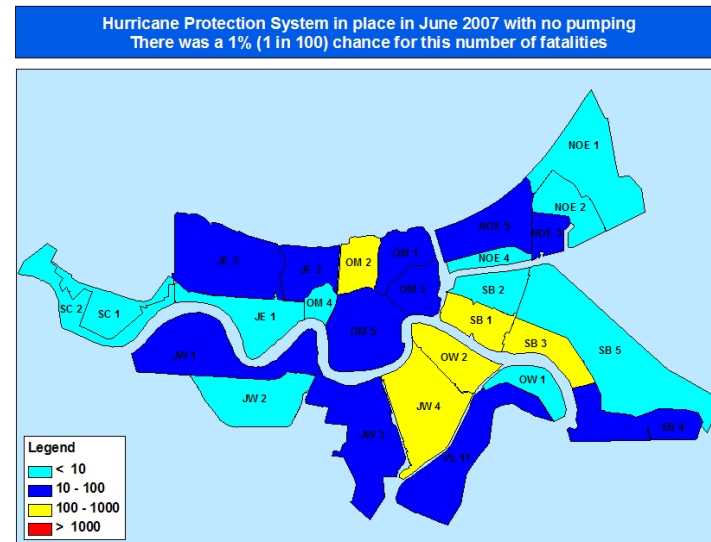 Hurricane Protection System in place in June 2007 with no pumping
There was a 1% (1 in 100) chance for this number of fatalities
NOE 1
NOE 2
NOE 5
NOE 3
NOE 4
OM 1
OM 2
JE 3
JE 2
OM 3
SB 2
OM 4
SC 2
SC 1
JE 1
SB 1
OM 5
SB 3
SB 5
JW 1
OW 2
OW 1
JW 2
JW 4
SB 4
JW 3
PL 11
Legend
< 10
10 - 100
100 - 1000
> 1000